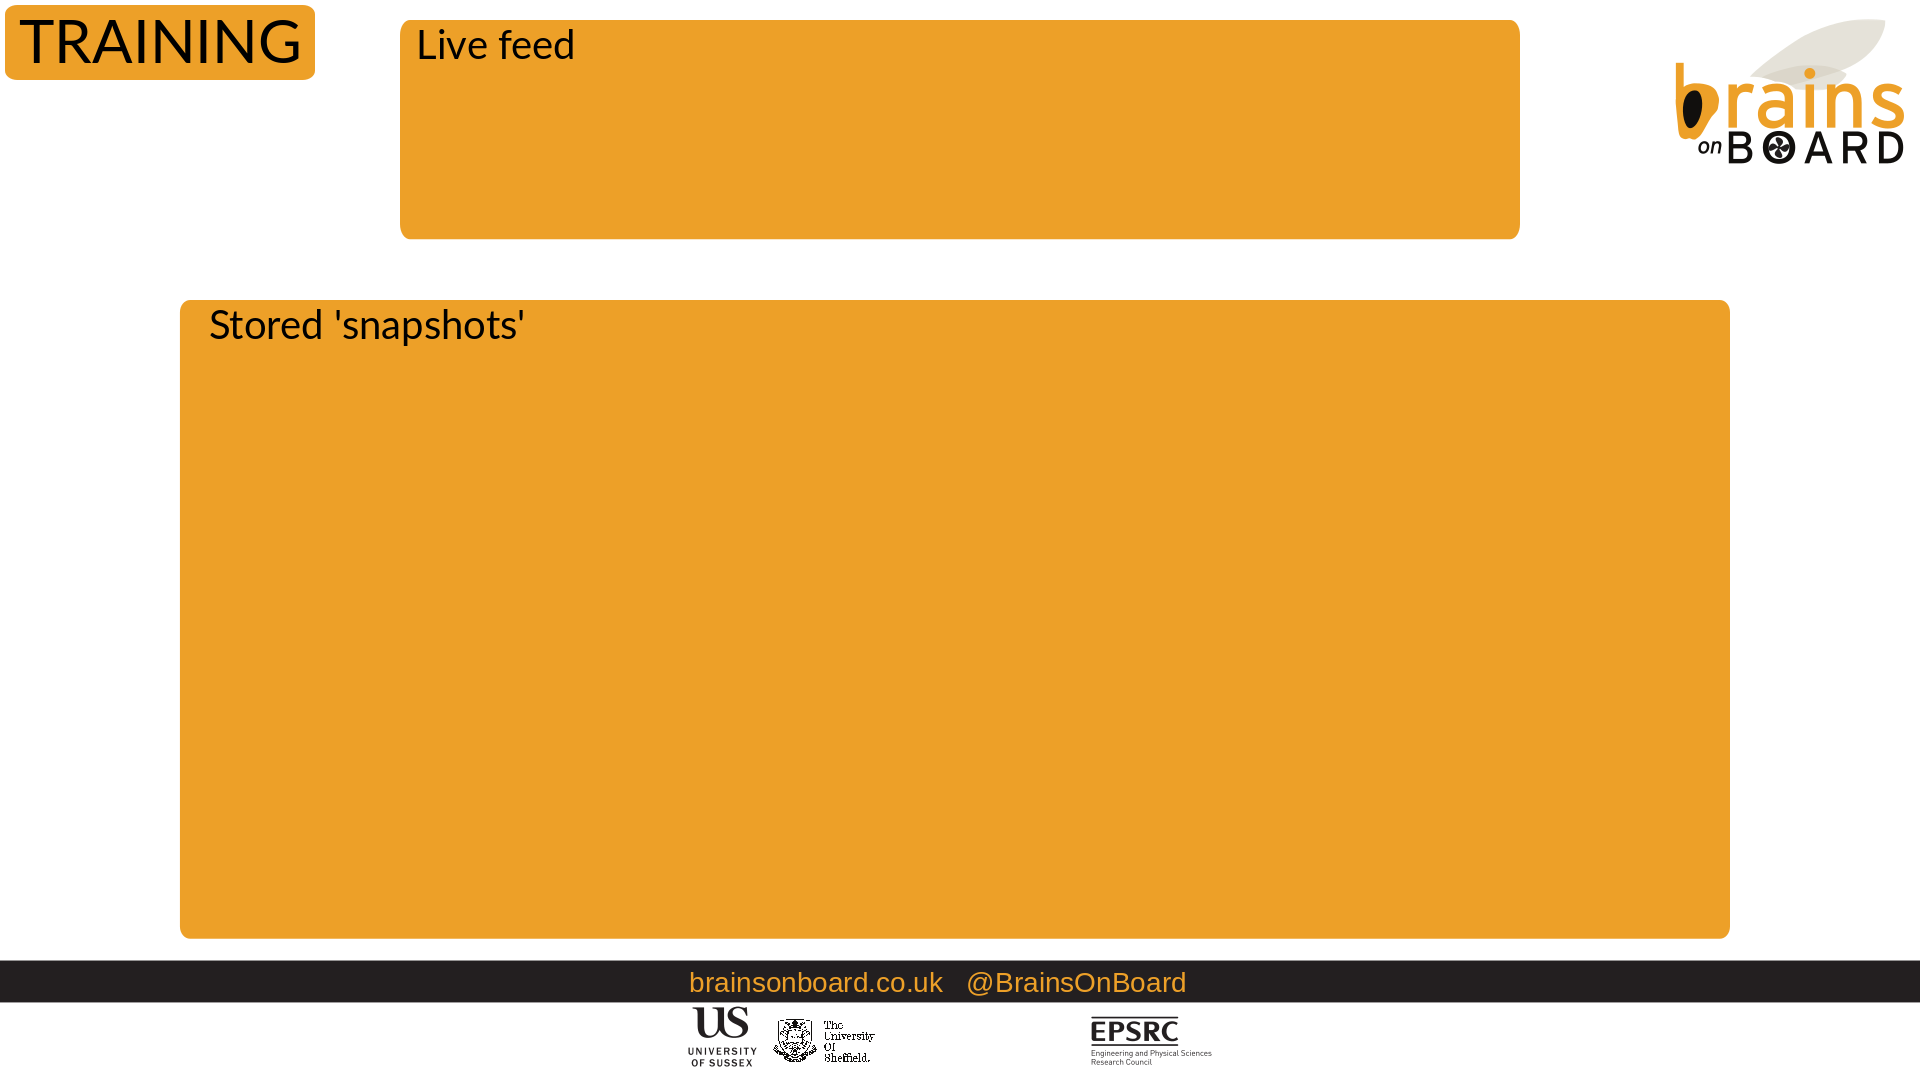 TRAINING
Live feed
brains
on BOARD
Stored 'snapshots'
brainsonboard.co.uk @BrainsOnBoard
US
UNIVERSITY
OF SUSSEX
The
University
Of
Sheffield.
EPSRC
Engineering and Physical Sciences
Research Council